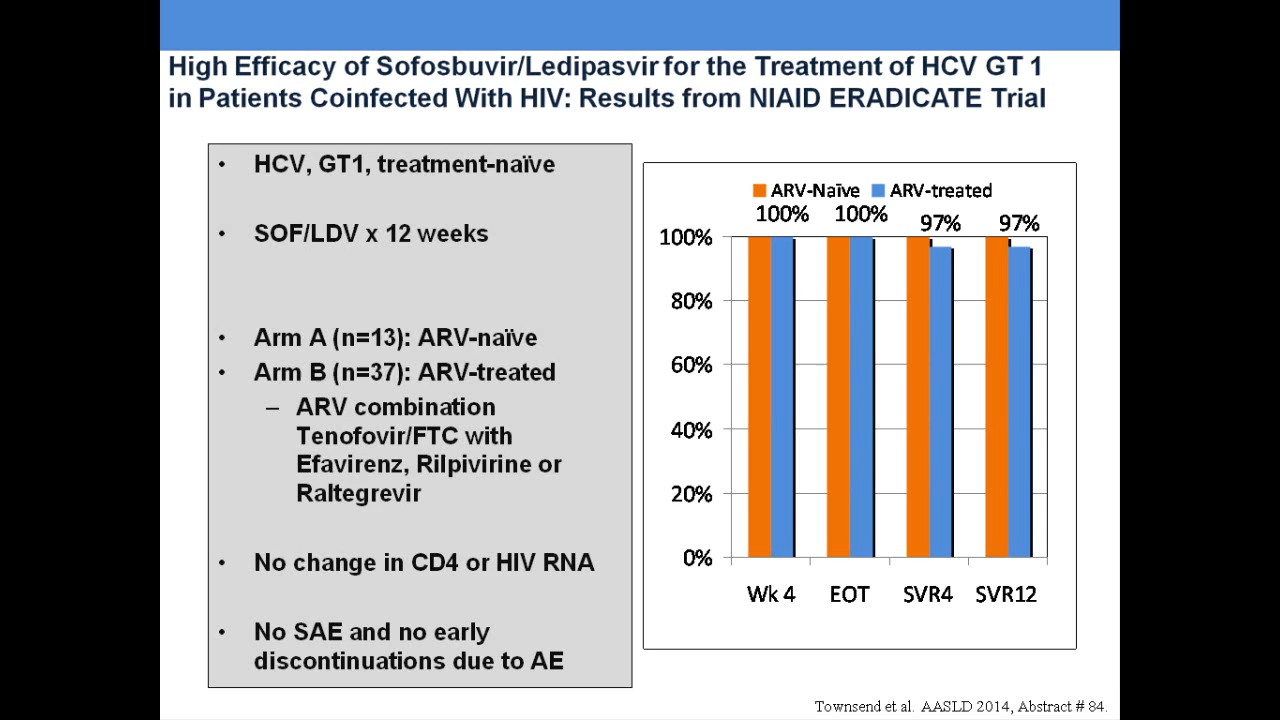 High Efficacy of Sofosbuvir/Ledipasvir for the Treatment of HCV GT 1
in Patients Coinfected With HIV: Results from NIAID ERADICATE Trial
• HCV, GT1, treatment-naïve
• SOF/LDV x 12 weeks
• Arm A (n=13): ARV-naïve
• Arm B (n=37): ARV-treated
– ARV combination
Tenofovir/FTC with
Efavirenz, Rilpivirine or
Raltegrevir
• No change in CD4 or HIV RNA
• No SAE and no early
discontinuations due to AE
ARV-Naïve ARV-treated
100% 100% 97% 97%
100%
80%
60%
40%
20%
0%
Wk 4 EOT SVR4 SVR12
Townsend et al. AASLD 2014, Abstract # 84.